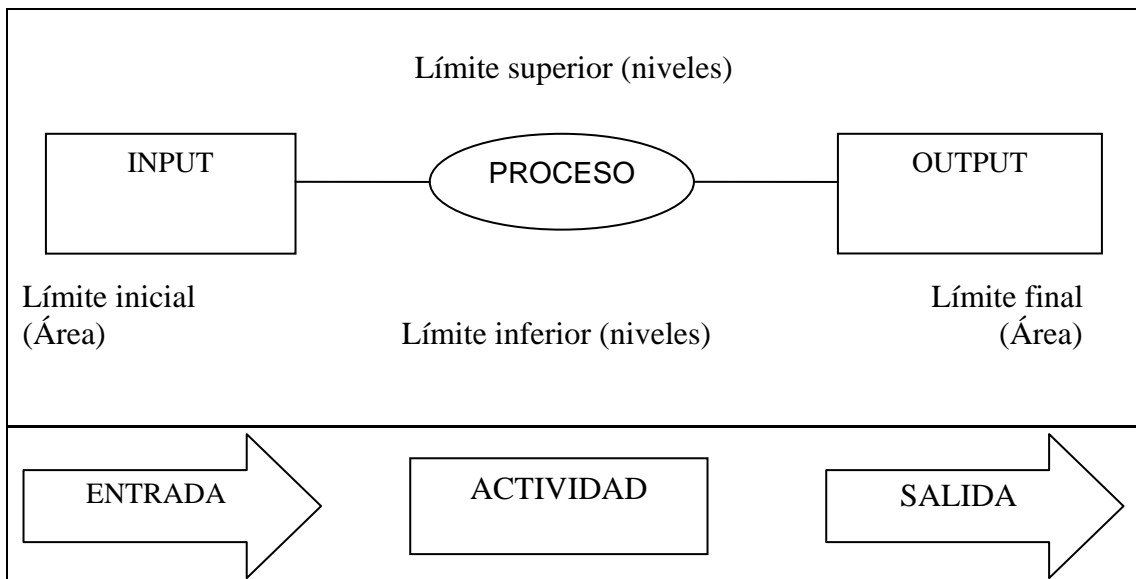 Límite superior (niveles)
INPUT
PROCESO
OUTPUT
Límite inicial
(Área)
Límite inferior (niveles)
Límite final
(Área)
ENTRADA
ACTIVIDAD
SALIDA